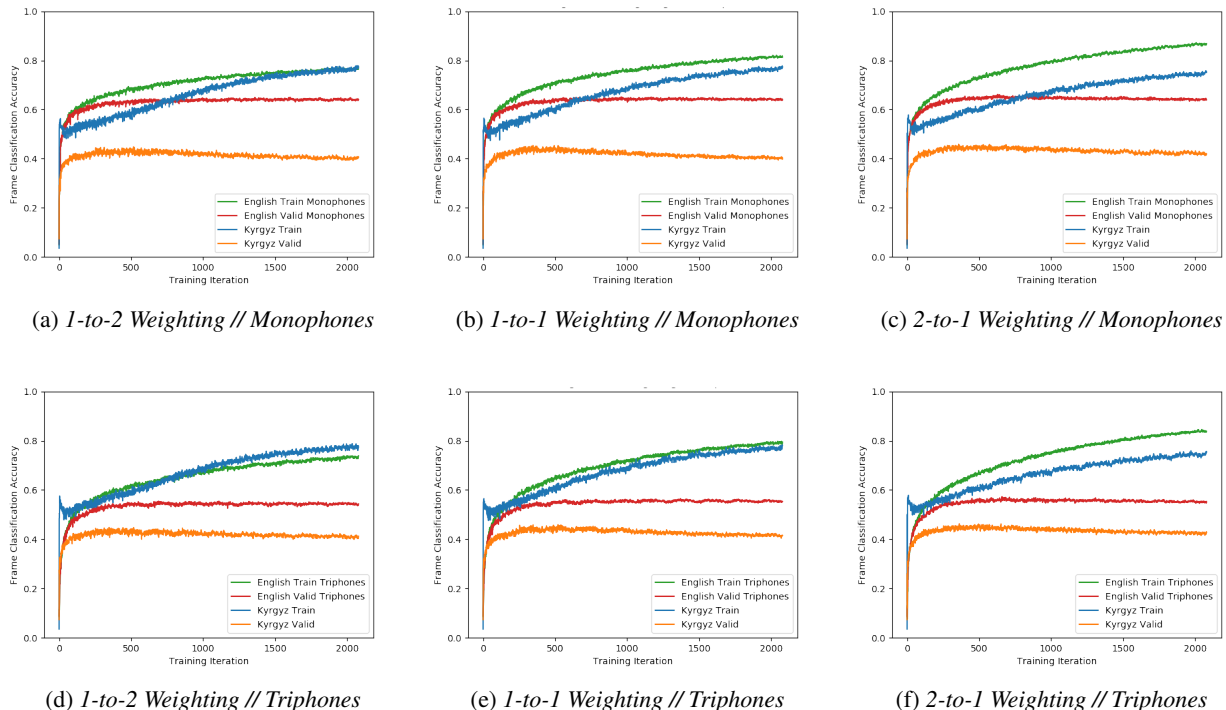 1.0
0.8
0.6
0.4
0.2
0.0
Frame Classification Accuracy
English Train Monophones
English Valid Monophones
Kyrgyz Train
Kyrgyz Valid
0 500 1000 1500 2000
Training Iteration
(a) 1-to-2 Weighting // Monophones
1.0
0.8
0.6
0.4
0.2
0.0
Frame Classification Accuracy
English Train Monophones
English Valid Monophones
Kyrgyz Train
Kyrgyz Valid
0 500 1000 1500 2000
Training Iteration
(b) 1-to-1 Weighting // Monophones
1.0
0.8
0.6
0.4
0.2
0.0
Frame Classification Accuracy
English Train Monophones
English Valid Monophones
Kyrgyz Train
Kyrgyz Valid
0 500 1000 1500 2000
Training Iteration
(c) 2-to-1 Weighting // Monophones
1.0
0.8
0.6
0.4
0.2
0.0
Frame Classification Accuracy
English Train Triphones
English Valid Triphones
Kyrgyz Train
Kyrgyz Valid
0 500 1000 1500 2000
Training Iteration
(d) 1-to-2 Weighting // Triphones
1.0
0.8
0.6
0.4
0.2
0.0
Frame Classification Accuracy
English Train Triphones
English Valid Triphones
Kyrgyz Train
Kyrgyz Valid
0 500 1000 1500 2000
Training Iteration
(e) 1-to-1 Weighting // Triphones
1.0
0.8
0.6
0.4
0.2
0.0
Frame Classification Accuracy
English Train Triphones
English Valid Triphones
Kyrgyz Train
Kyrgyz Valid
0 500 1000 1500 2000
Training Iteration
(f) 2-to-1 Weighting // Triphones